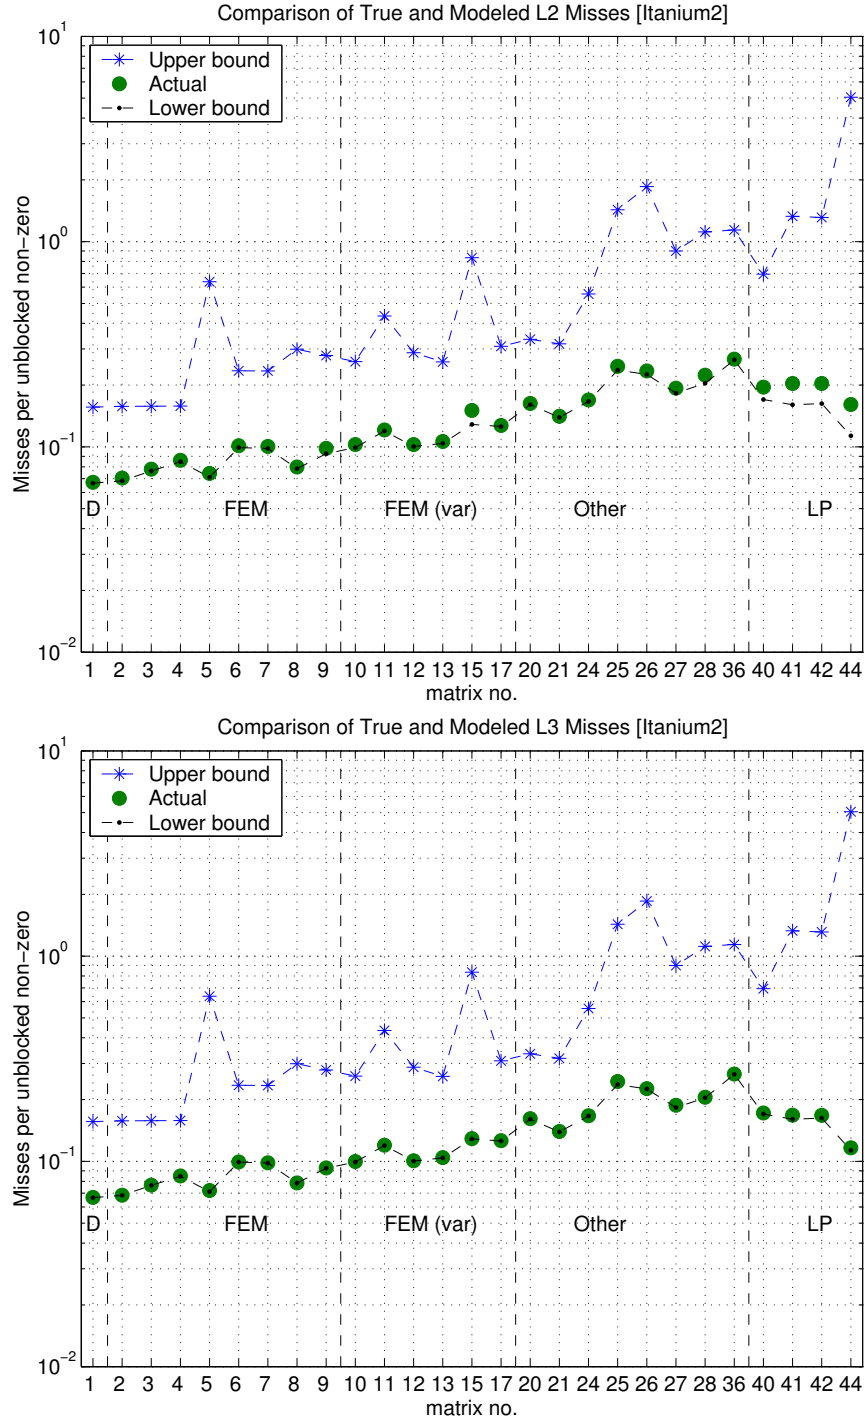 Comparison of True and Modeled L2 Misses [Itanium2]
10^1
Upper bound
Actual
Lower bound
10^0
Misses per unblocked non-zero
10^−1
D FEM FEM (var) Other LP
10^−2
1 2 3 4 5 6 7 8 9 10 11 12 13 15 17 20 21 24 25 26 27 28 36 40 41 42 44
matrix no.
Comparison of True and Modeled L3 Misses [Itanium2]
10^1
Upper bound
Actual
Lower bound
10^0
Misses per unblocked non-zero
10^−1
D FEM FEM (var) Other LP
10^−2
1 2 3 4 5 6 7 8 9 10 11 12 13 15 17 20 21 24 25 26 27 28 36 40 41 42 44
matrix no.